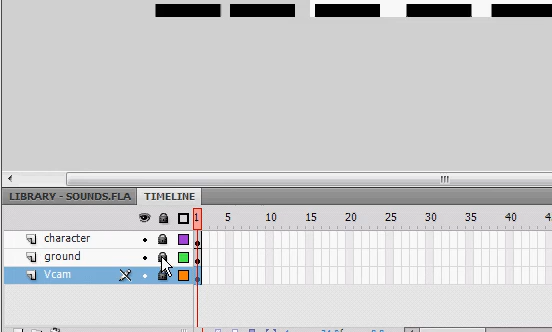 LIBRARY - SOUNDS.FLA TIMELINE
1 5 10 15 20 25 30 35 40
character
ground
Vcam